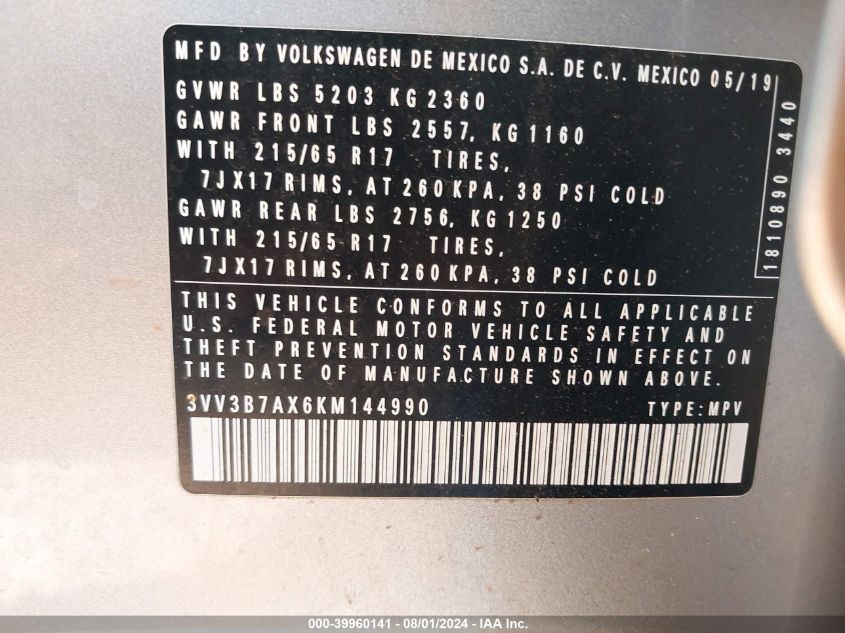 MFD BY VOLKSWAGEN DE MEXICO S.A. DE C.V. MEXICO 05/19
GVWR LBS 5203 KG 2360
GAWR FRONT LBS 2557, KG 1160
WITH 215/65 R17 TIRES,
7JX17 RIMS, AT 260 KPA, 38 PSI COLD
GAWR REAR LBS 2756, KG 1250
WITH 215/65 R17 TIRES,
7JX17 RIMS, AT 260 KPA, 38 PSI COLD
1810890 3440
THIS VEHICLE CONFORMS TO ALL APPLICABLE
U.S. FEDERAL MOTOR VEHICLE SAFETY AND
THEFT PREVENTION STANDARDS IN EFFECT ON
THE DATE OF MANUFACTURE SHOWN ABOVE.
3VV3B7AX6KM144990 TYPE: MPV
000-39960141 - 08/01/2024 - IAA Inc.